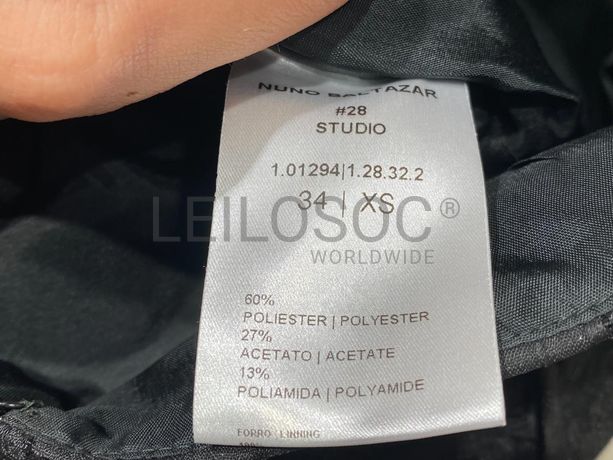 NUNO BALTAZAR
#28
STUDIO
1.01294|1.28.32.2
34 | XS
LEILOSOC®
WORLDWIDE
60%
POLIESTER | POLYESTER
27%
ACETATO | ACETATE
13%
POLIAMIDA | POLYAMIDE
FORRO | LINNING